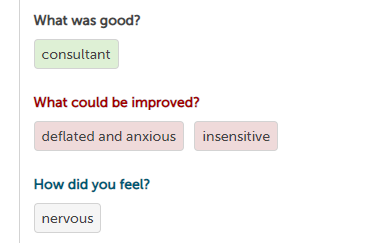 What was good?
consultant
What could be improved?
deflated and anxious insensitive
How did you feel?
nervous